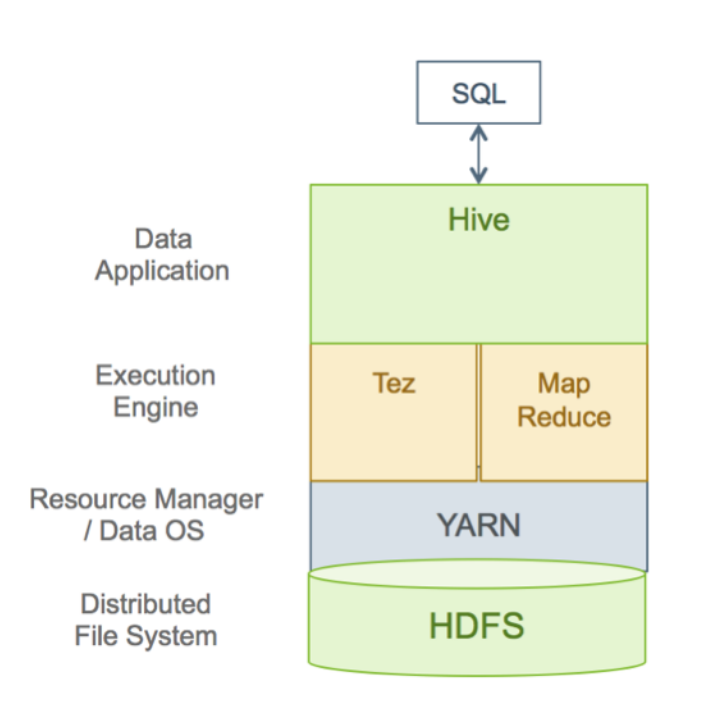 SQL
Hive
Data
Application
Execution
Engine
Tez
Map
Reduce
Resource Manager
/ Data OS
YARN
Distributed
File System
HDFS